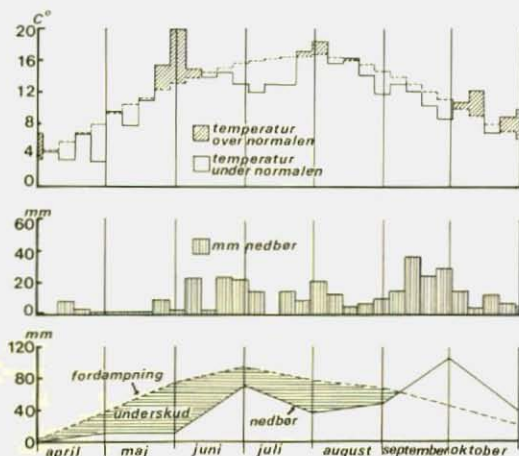 C°
20
16
12
8
4
0
temperatur
over normalen
temperatur
under normalen
mm
60
40
20
0
mm nedbør
mm
120
80
40
0
fordampning
underskud
nedbør
april maj juni juli august september oktober